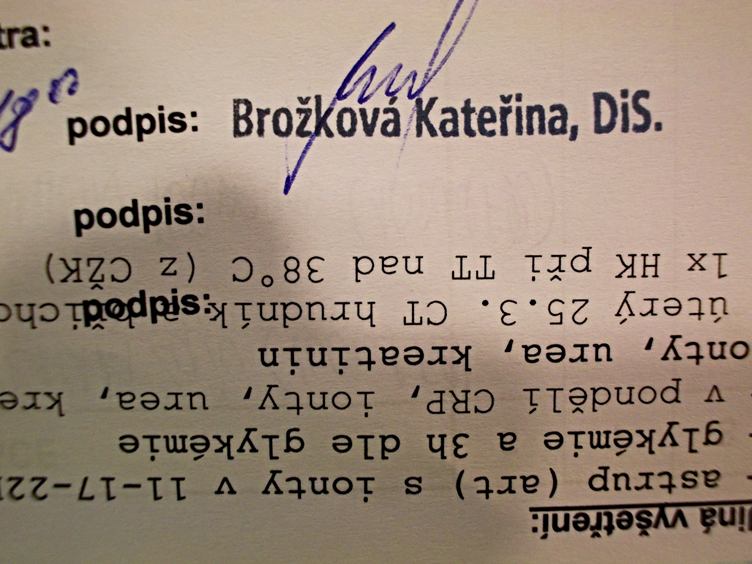 tra:
podpis: Brožková Kateřina, DiS.
podpis:
podpis:
Jiná vyšetření:
- astrup (art) s ionty v 11-17-22
- glykémie a 3h dle glykémie
- v pondělí CRP, ionty, urea, kre
ionty, urea, kreatinin
úterý 25.3. CT hrudník a břicho
1x HK při TT nad 38°C (z CŽK)